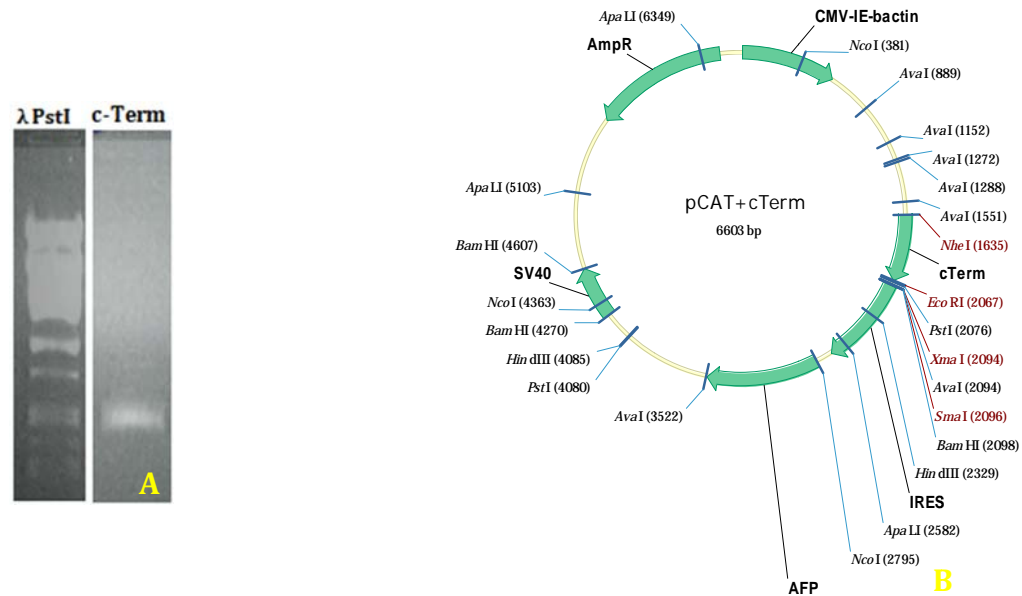 λ PstI c-Term
A
ApaLI (6349)
CMV-IE-bactin
AmpR
NcoI (381)
AvaI (889)
AvaI (1152)
AvaI (1272)
AvaI (1288)
AvaI (1551)
NheI (1635)
cTerm
EcoRI (2067)
PstI (2076)
XmaI (2094)
AvaI (2094)
SmaI (2096)
BamHI (2098)
HindIII (2329)
IRES
ApaLI (2582)
NcoI (2795)
AFP
AvaI (3522)
PstI (4080)
HindIII (4085)
BamHI (4270)
NcoI (4363)
SV40
BamHI (4607)
ApaLI (5103)
pCAT+cTerm
6603 bp
B